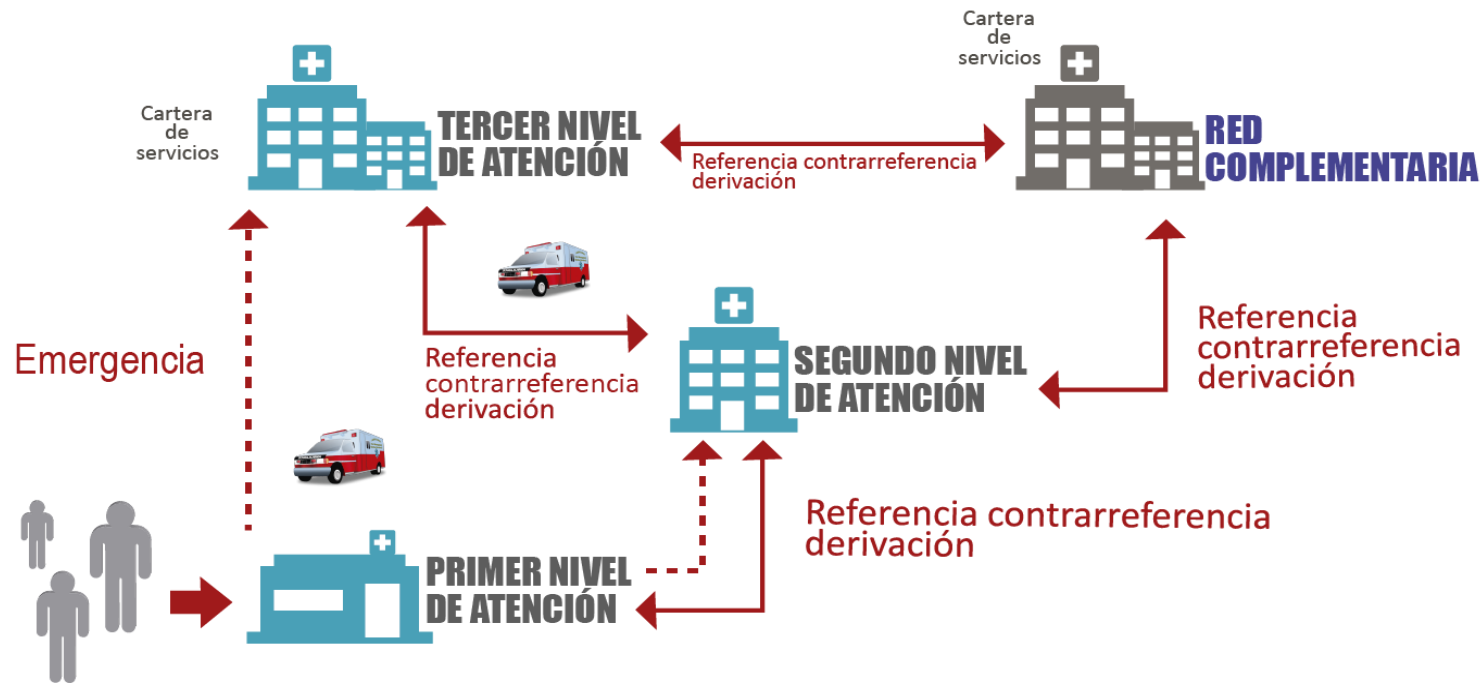 Cartera
de
servicios
Cartera
de
servicios
TERCER NIVEL
DE ATENCIÓN
Referencia contrarreferencia
derivación
RED
COMPLEMENTARIA
Emergencia
Referencia
contrarreferencia
derivación
SEGUNDO NIVEL
DE ATENCIÓN
Referencia
contrarreferencia
derivación
PRIMER NIVEL
DE ATENCIÓN
Referencia contrarreferencia
derivación